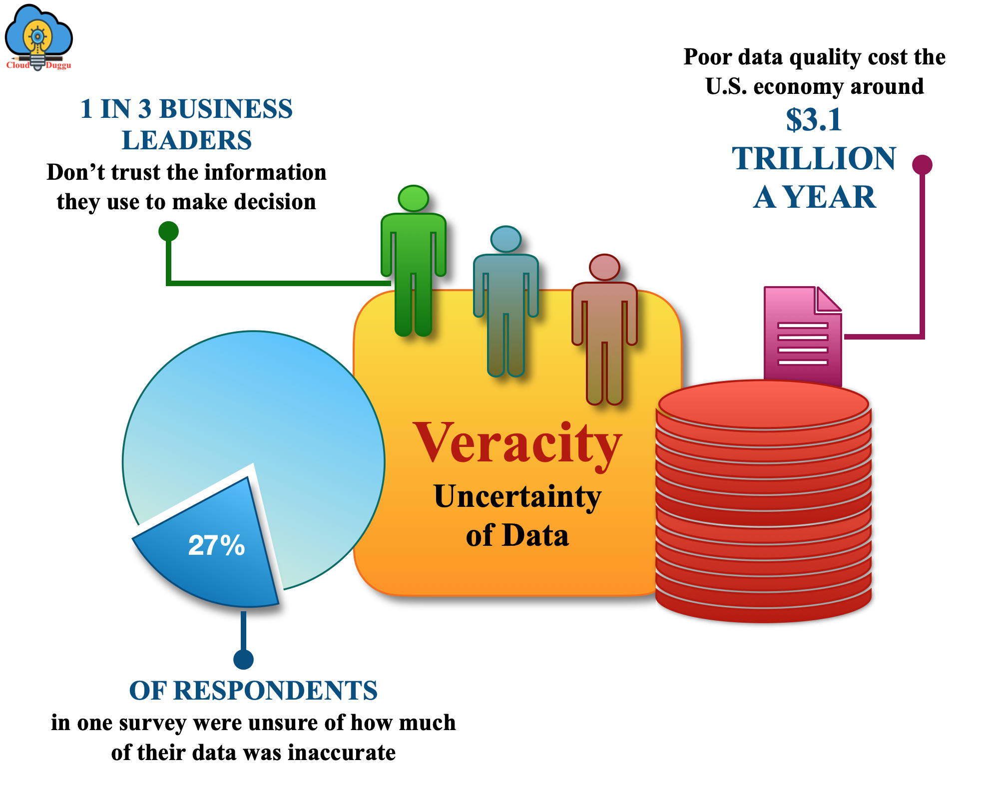 Cloud Duggu
1 IN 3 BUSINESS
LEADERS
Don’t trust the information
they use to make decision
Poor data quality cost the
U.S. economy around
$3.1
TRILLION
A YEAR
Veracity
Uncertainty
of Data
27%
OF RESPONDENTS
in one survey were unsure of how much
of their data was inaccurate